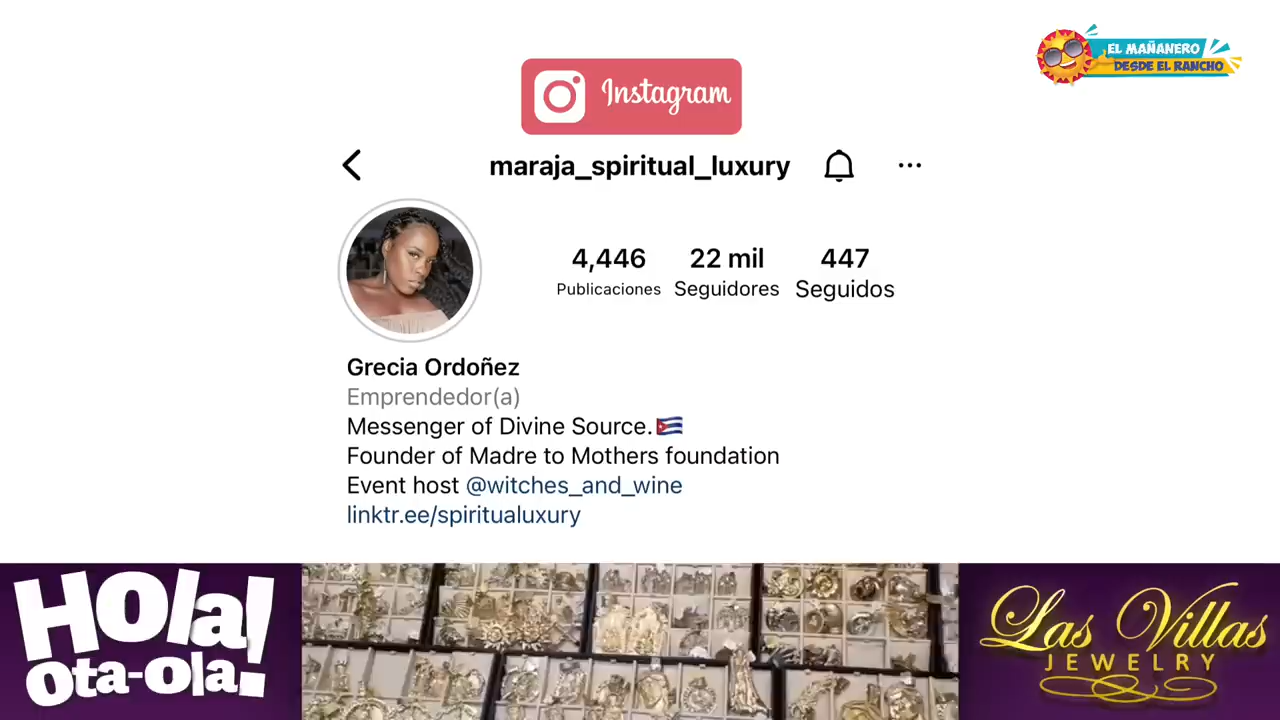 EL MAÑANERO
DESDE EL RANCHO
Instagram
maraja_spiritual_luxury
4,446
22 mil
447
Publicaciones
Seguidores
Seguidos
Grecia Ordoñez
Emprendedor(a)
Messenger of Divine Source.🇨🇺
Founder of Madre to Mothers foundation
Event host @witches_and_wine
linktr.ee/spiritualuxury
Hola!
Ota-Ola!
Las Villas
JEWELRY